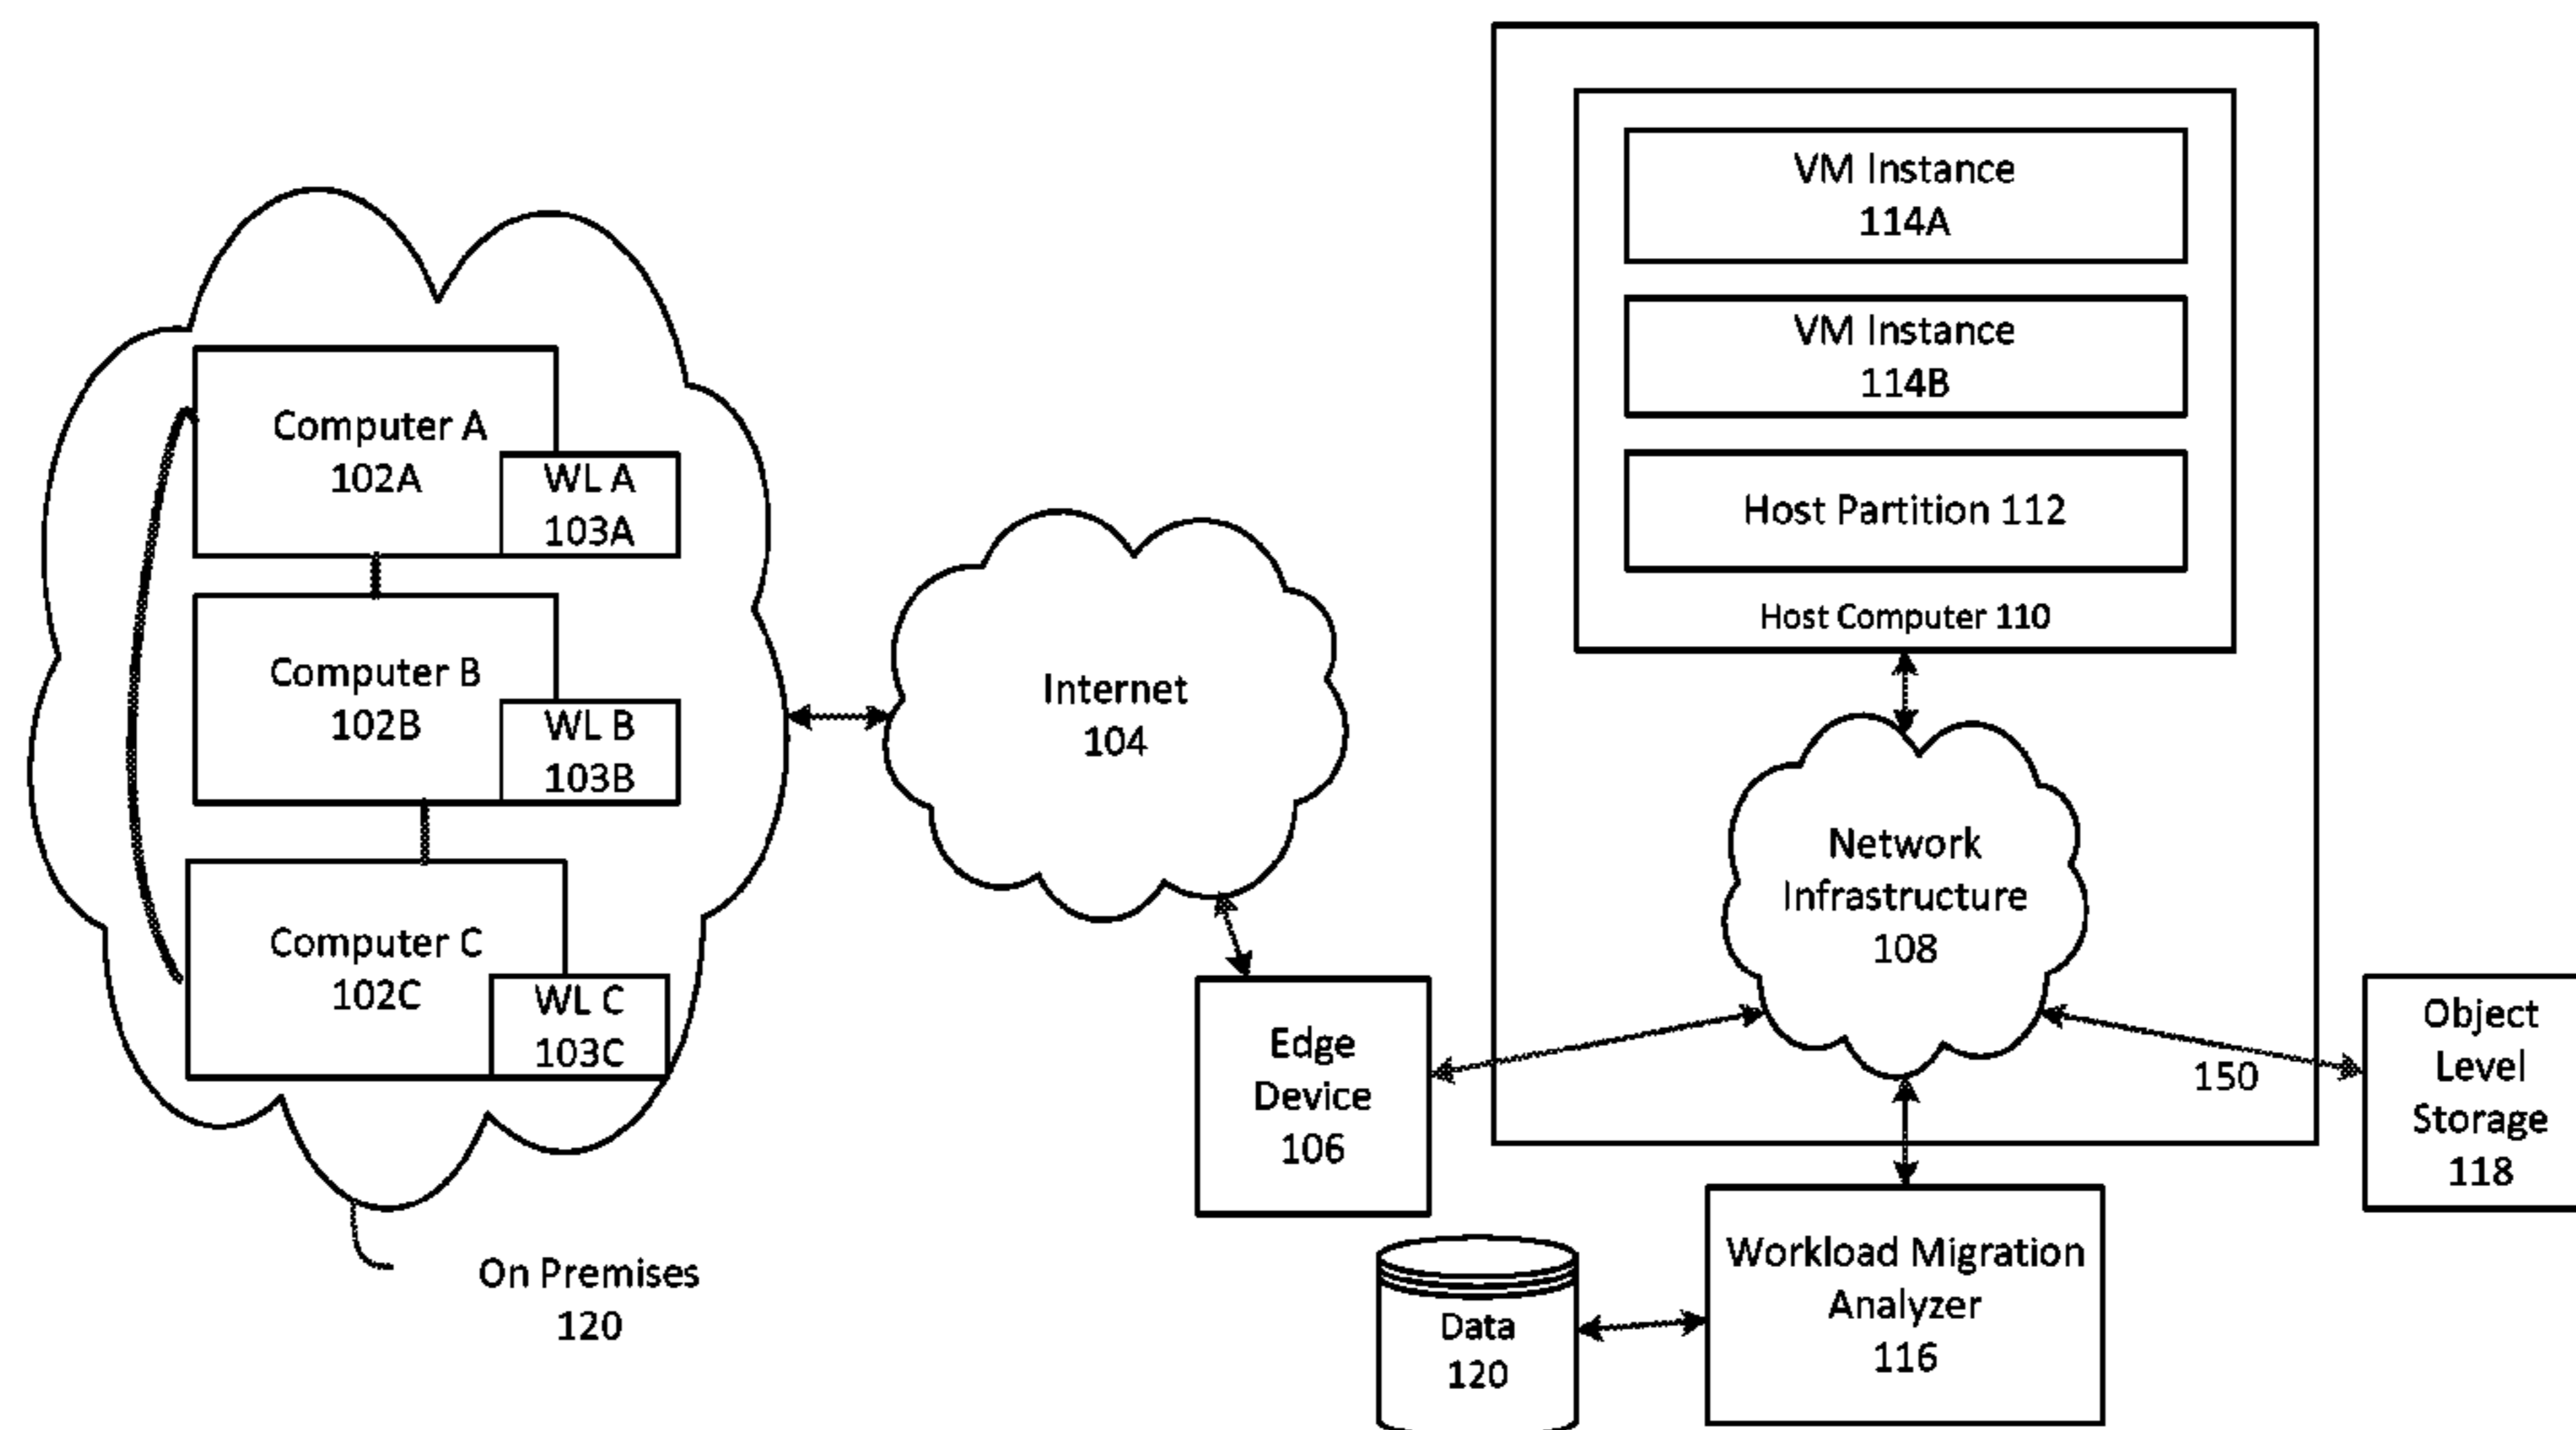 VM Instance
114A
VM Instance
114B
Host Partition 112
Host Computer 110
Computer A
102A
WL A
103A
Computer B
102B
WL B
103B
Computer C
102C
WL C
103C
On Premises
120
Internet
104
Edge
Device
106
Network
Infrastructure
108
150
Object
Level
Storage
118
Workload Migration
Analyzer
116
Data
120